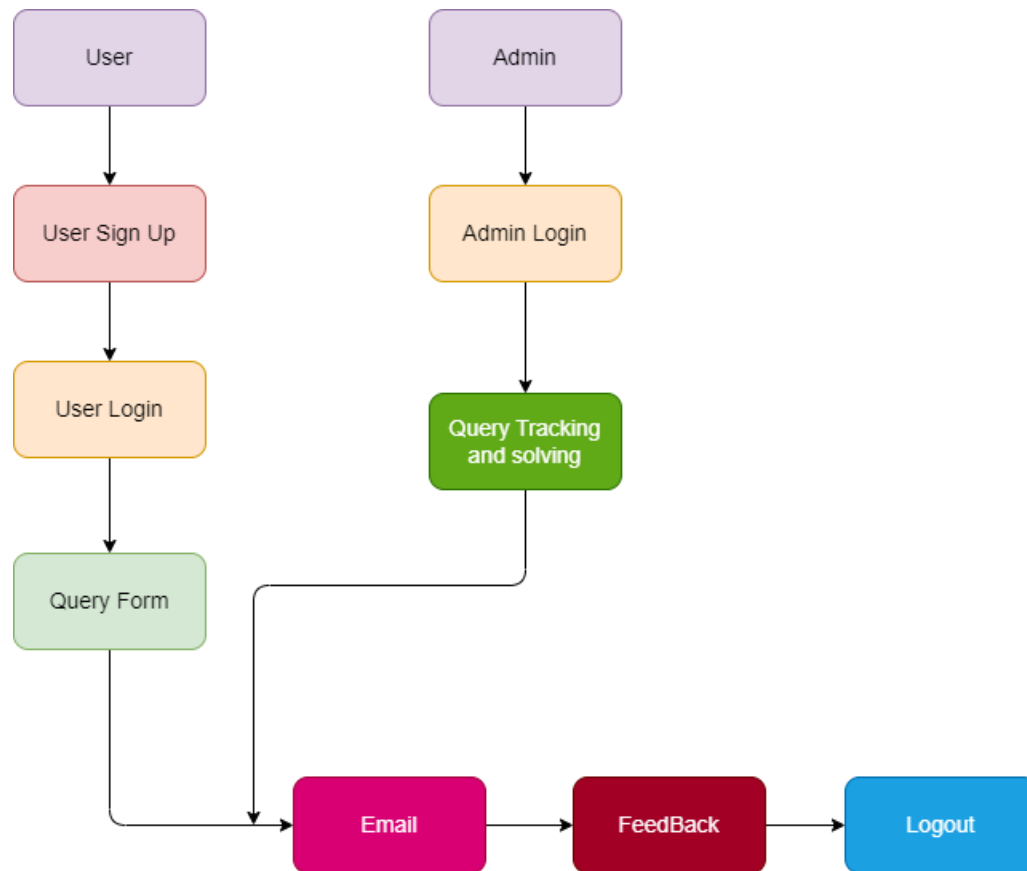 User
Admin
User Sign Up
Admin Login
User Login
Query Tracking
and solving
Query Form
Email
FeedBack
Logout